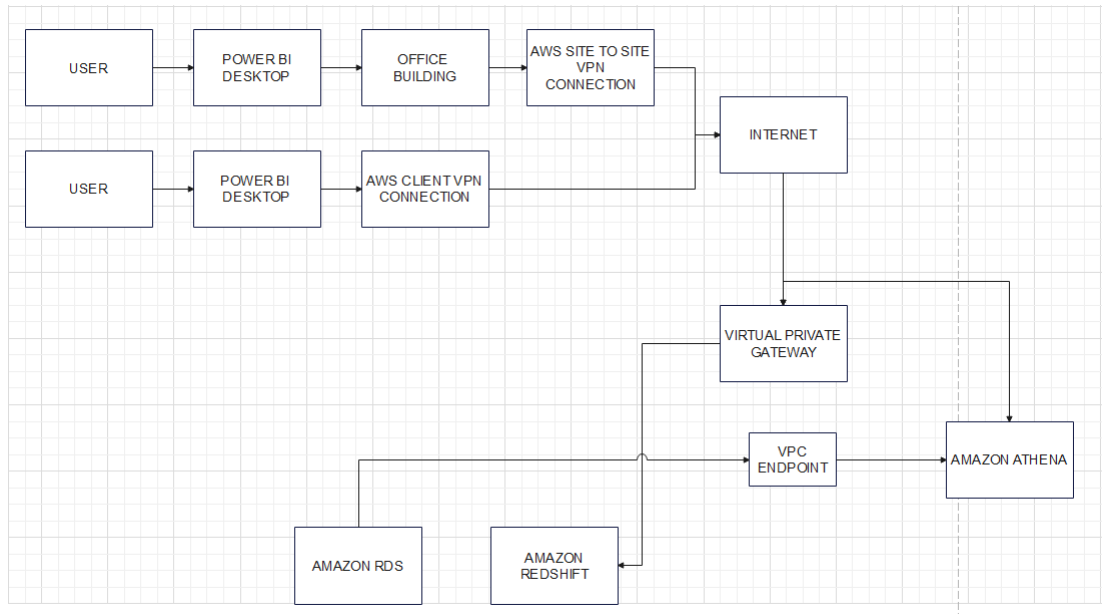 USER
POWER BI
DESKTOP
OFFICE
BUILDING
AWS SITE TO SITE
VPN
CONNECTION
INTERNET
USER
POWER BI
DESKTOP
AWS CLIENT VPN
CONNECTION
VIRTUAL PRIVATE
GATEWAY
VPC
ENDPOINT
AMAZON ATHENA
AMAZON RDS
AMAZON
REDSHIFT